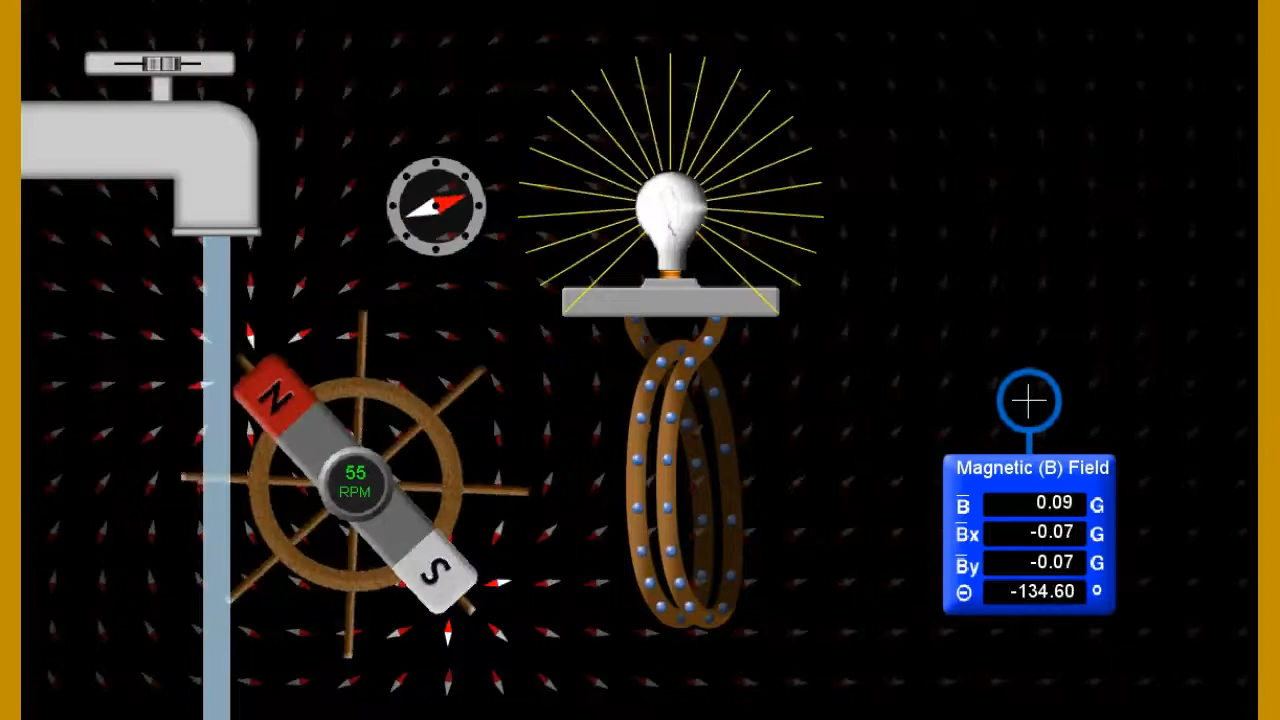 N
55
RPM
S
Magnetic (B) Field
B 0.09 G
Bx -0.07 G
By -0.07 G
Θ -134.60 °